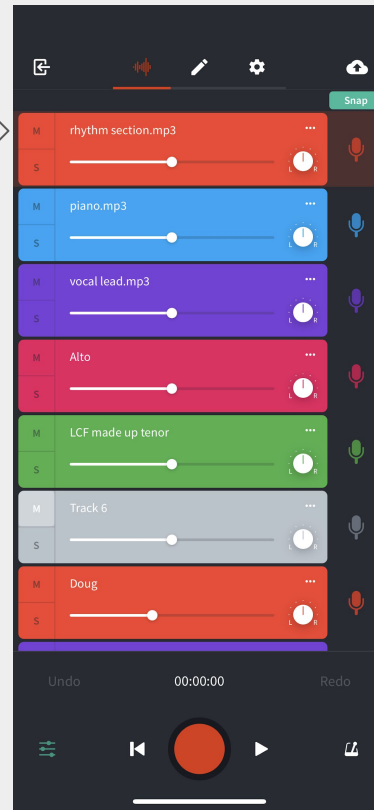 Snap
M
rhythm section.mp3
S
L R
M
piano.mp3
S
L R
M
vocal lead.mp3
S
L R
M
Alto
S
L R
M
LCF made up tenor
S
L R
M
Track 6
S
L R
M
Doug
S
L R
Undo 00:00:00 Redo